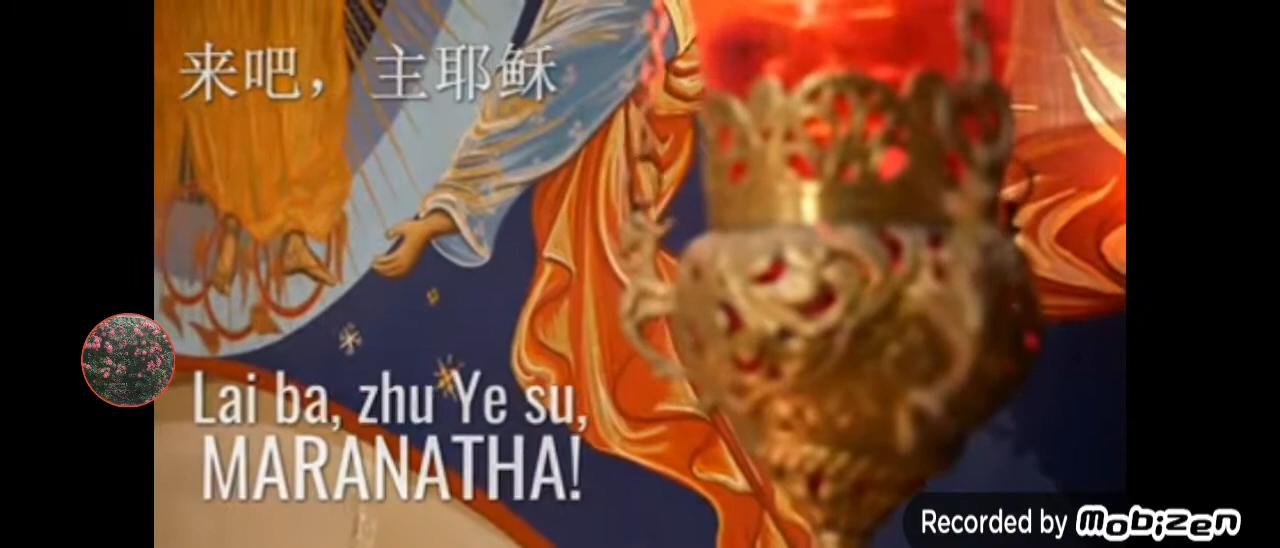 来吧，主耶稣
Lai ba, zhu Ye su,
MARANATHA!
Recorded by Mobizen